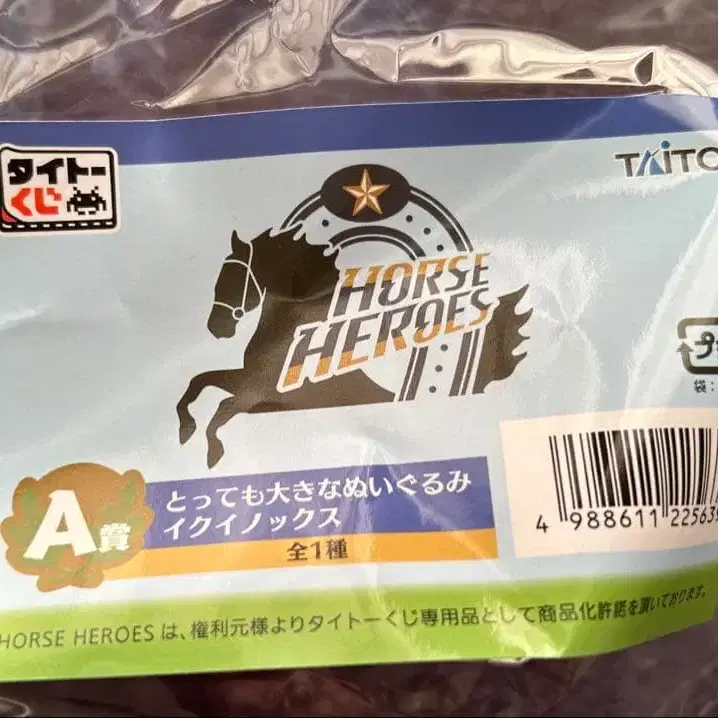 タイトー
くじ
TAITO
HORSE
HEROES
プ
袋:
A賞
とっても大きなぬいぐるみ
イクイノックス
全1種
4 988611 22563
HORSE HEROES は、権利元様よりタイトーくじ専用品として商品化許諾を頂いております。